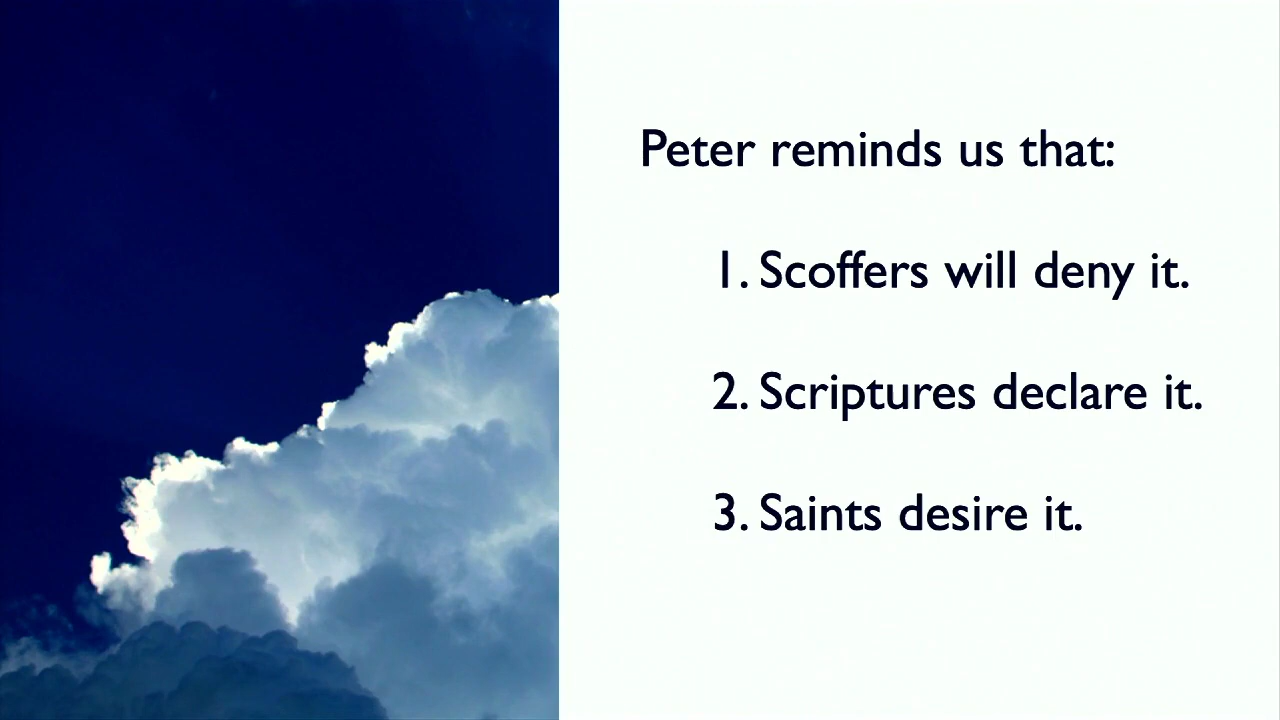 Peter reminds us that:
1. Scoffers will deny it.
2. Scriptures declare it.
3. Saints desire it.